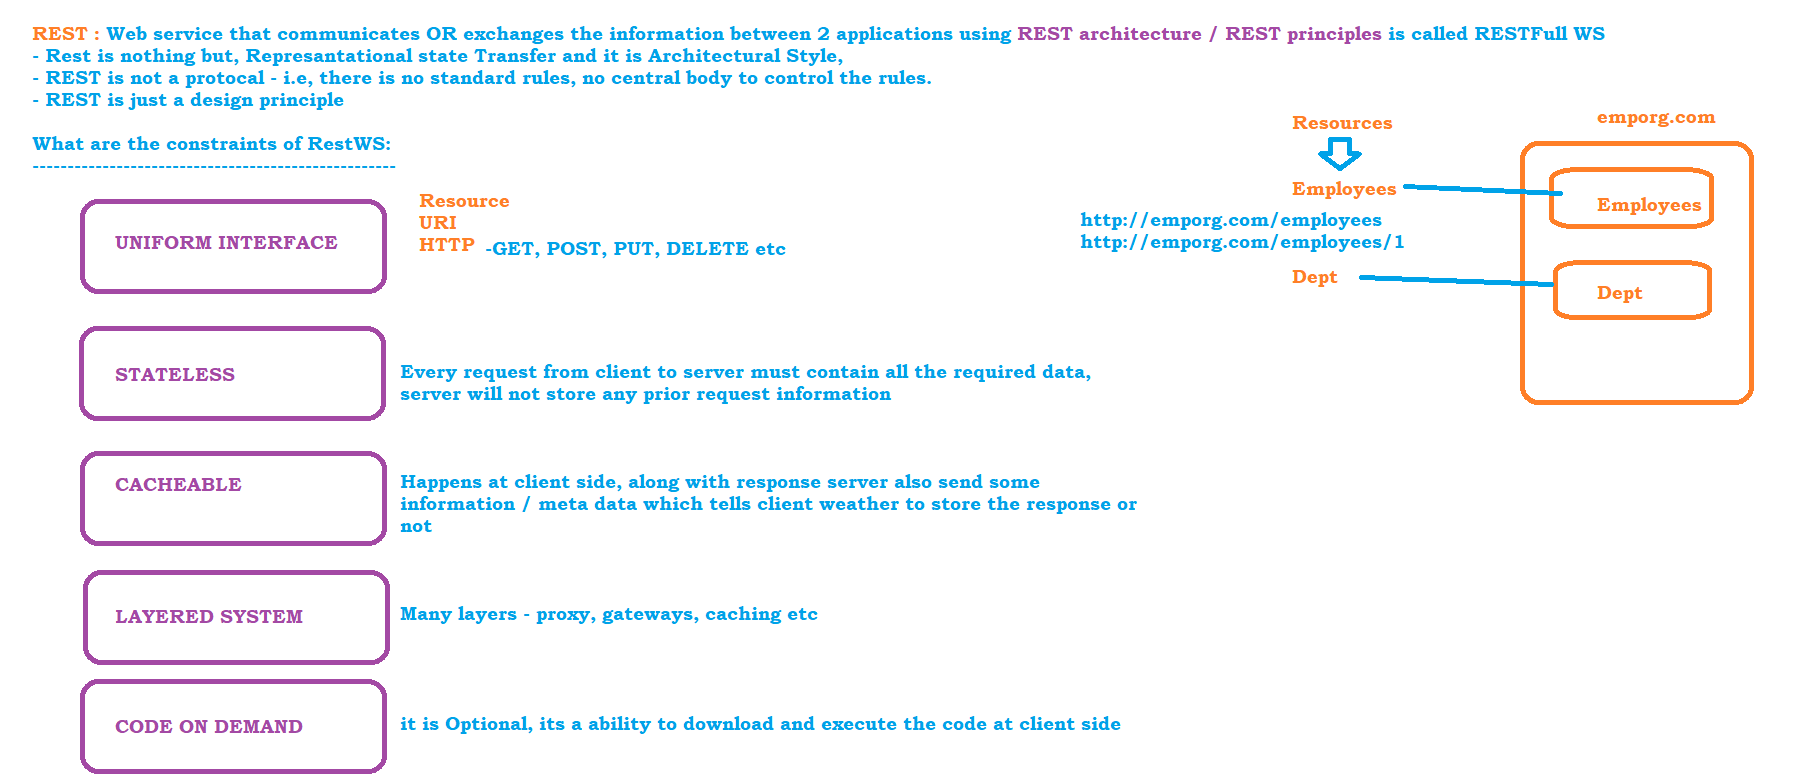 REST : Web service that communicates OR exchanges the information between 2 applications using REST architecture / REST principles is called RESTFull WS
- Rest is nothing but, Represantational state Transfer and it is Architectural Style,
- REST is not a protocal - i.e, there is no standard rules, no central body to control the rules.
- REST is just a design principle
What are the constraints of RestWS:
----------------------------------------------------
UNIFORM INTERFACE
Resource
URI
HTTP -GET, POST, PUT, DELETE etc
Resources
Employees
http://emporg.com/employees
http://emporg.com/employees/1
Dept
emporg.com
Employees
Dept
STATELESS
Every request from client to server must contain all the required data,
server will not store any prior request information
CACHEABLE
Happens at client side, along with response server also send some
information / meta data which tells client weather to store the response or
not
LAYERED SYSTEM
Many layers - proxy, gateways, caching etc
CODE ON DEMAND
it is Optional, its a ability to download and execute the code at client side